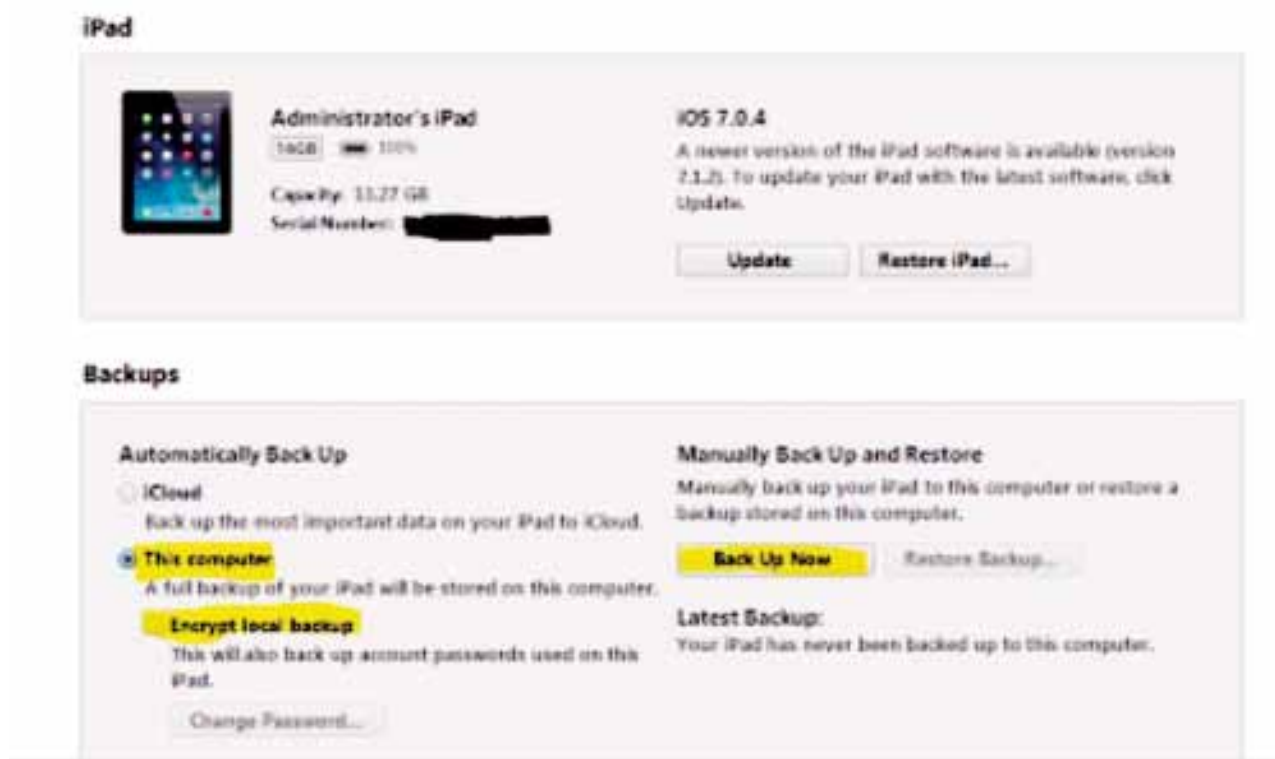 iPad
Administrator's iPad
16GB 100%
Capacity: 13.27 GB
Serial Number:
iOS 7.0.4
A newer version of the iPad software is available (version
7.1.2). To update your iPad with the latest software, click
Update.
Update Restore iPad...
Backups
Automatically Back Up
iCloud
Back up the most important data on your iPad to iCloud.
This computer
A full backup of your iPad will be stored on this computer.
Encrypt local backup
This will also back up account passwords used on this
iPad.
Change Password...
Manually Back Up and Restore
Manually back up your iPad to this computer or restore a
backup stored on this computer.
Back Up Now Restore Backup...
Latest Backup:
Your iPad has never been backed up to this computer.